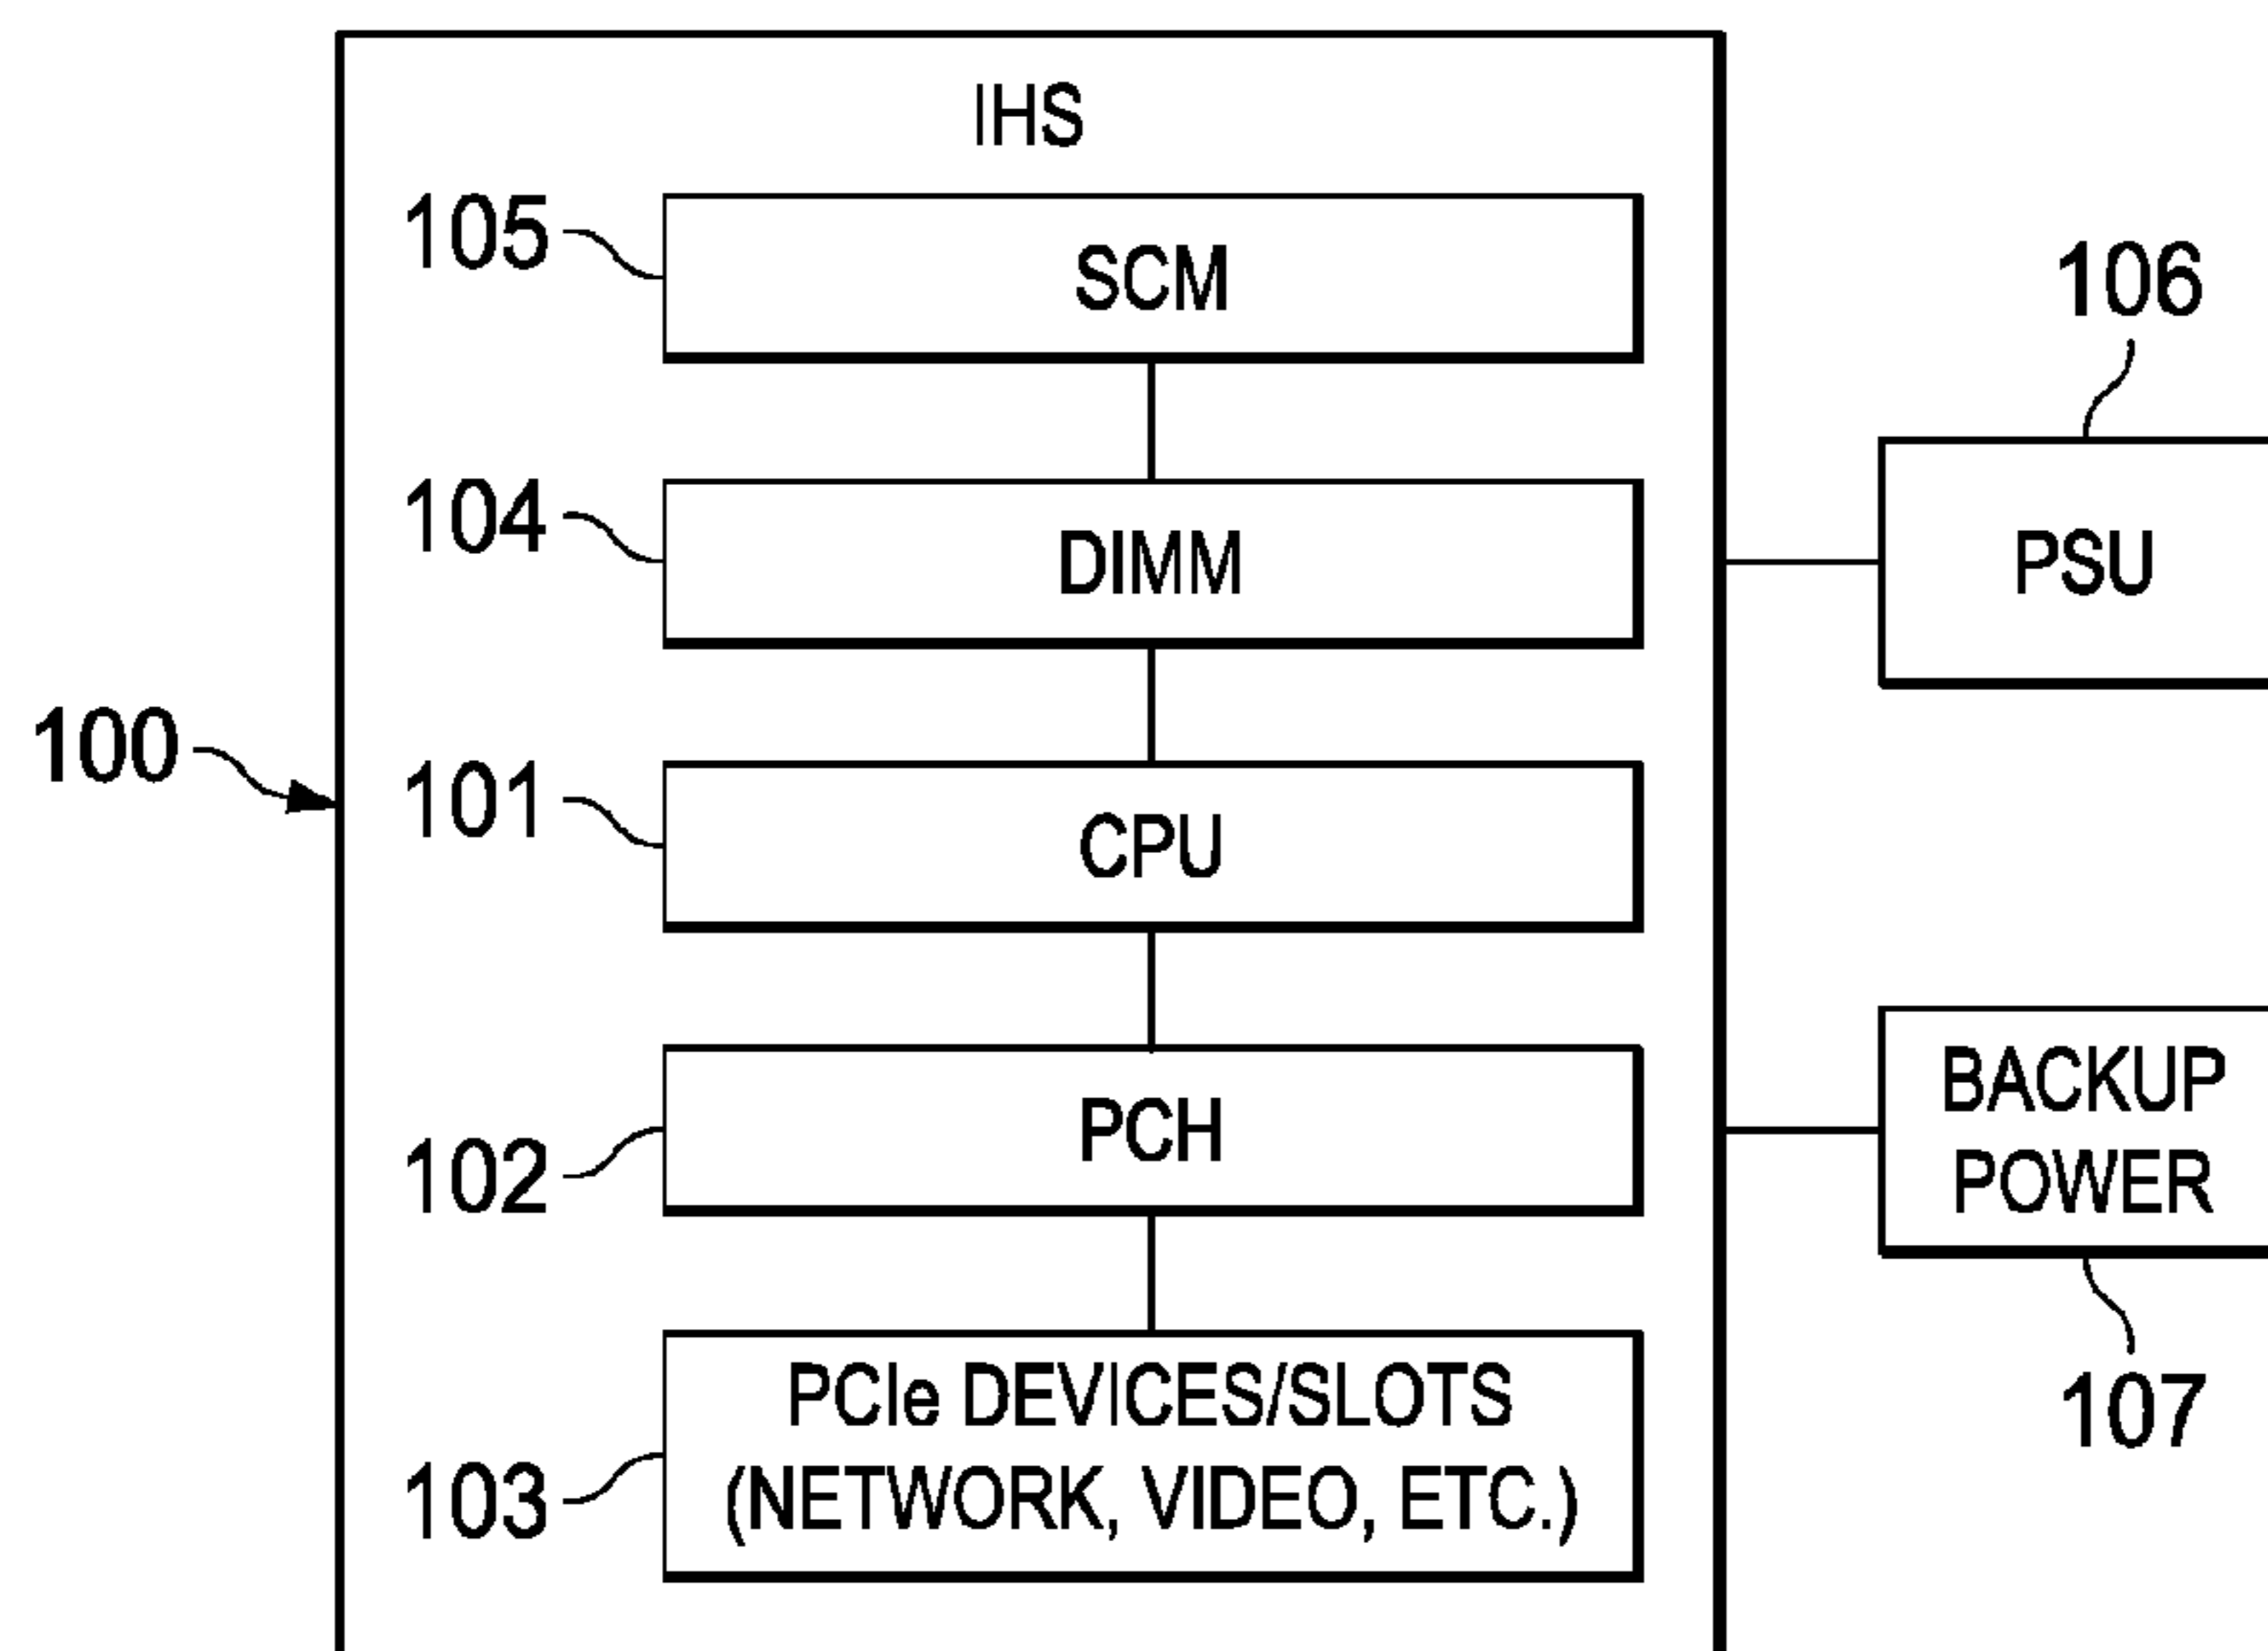 IHS
105
SCM
106
104
DIMM
PSU
100
101
CPU
BACKUP
POWER
102
PCH
107
103
PCIe DEVICES/SLOTS
(NETWORK, VIDEO, ETC.)